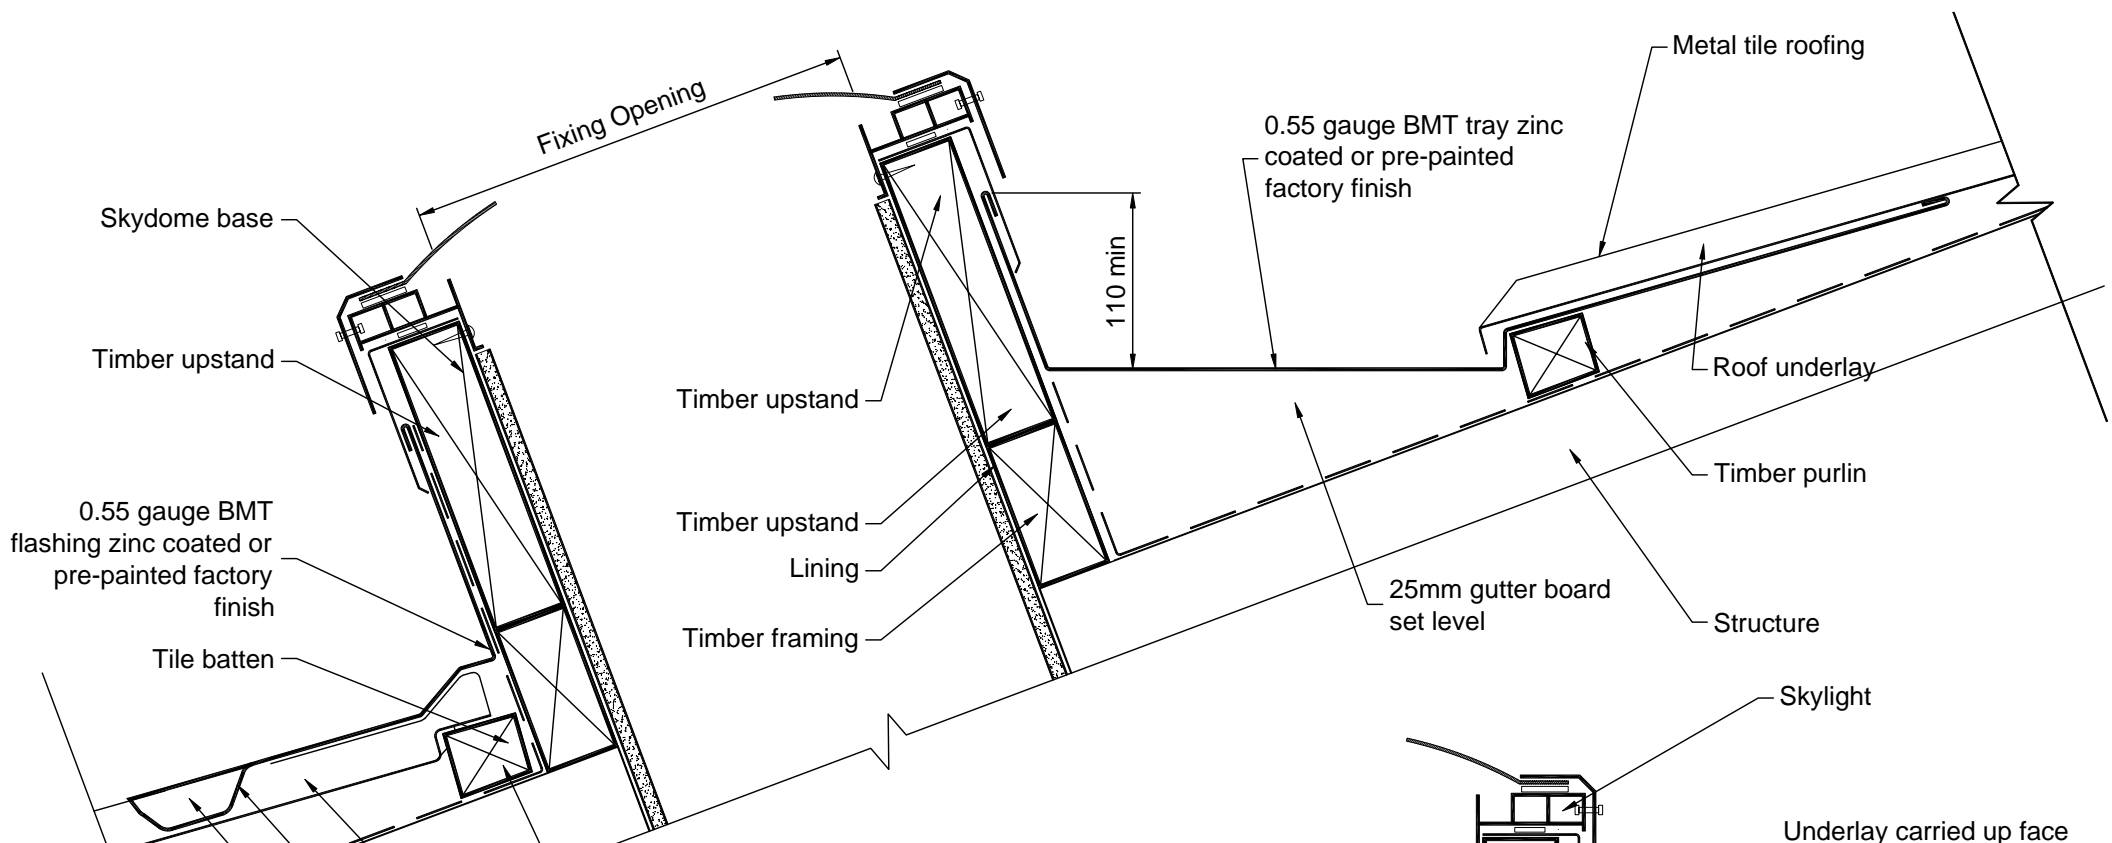 Metal tile roofing
Fixing Opening
0.55 gauge BMT tray zinc
coated or pre-painted
factory finish
Skydome base
110 min
Timber upstand
Roof underlay
Timber upstand
Timber purlin
0.55 gauge BMT
flashing zinc coated or
pre-painted factory
finish
Timber upstand
Lining
25mm gutter board
set level
Timber framing
Structure
Tile batten
Skylight
Underlay carried up face